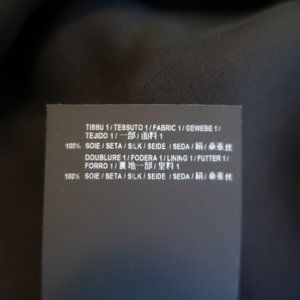 TISSU 1 / TESSUTO 1 / FABRIC 1 / GEWEBE 1 /
TEJIDO 1 / 一部 / 面料 1
100% SOIE / SETA / SILK / SEIDE / SEDA / 絹 / 桑蚕丝
DOUBLURE 1 / FODERA 1 / LINING 1 / FUTTER 1 /
FORRO 1 / 裏地一部 / 里料 1
100% SOIE / SETA / SILK / SEIDE / SEDA / 絹 / 桑蚕丝